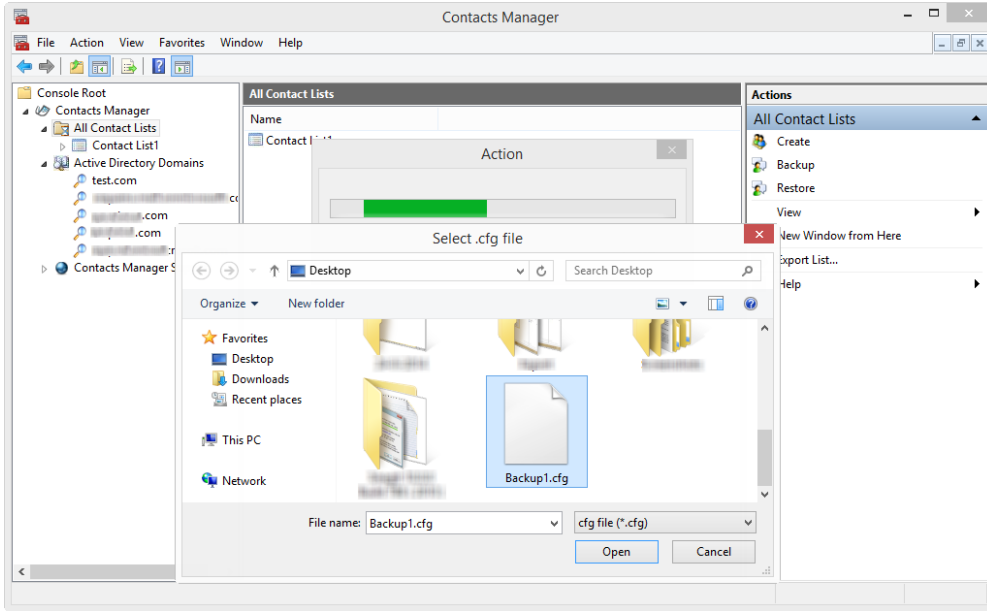 Contacts Manager
File Action View Favorites Window Help
Console Root
Contacts Manager
All Contact Lists
Contact List1
Active Directory Domains
test.com
.com
.com
Contacts Manager S
All Contact Lists
Name
Contact List1
Actions
All Contact Lists
Create
Backup
Restore
View
New Window from Here
Export List...
Help
Action
Select .cfg file
Desktop
Search Desktop
Organize New folder
Favorites
Desktop
Downloads
Recent places
This PC
Network
Backup1.cfg
File name: Backup1.cfg
cfg file (*.cfg)
Open Cancel